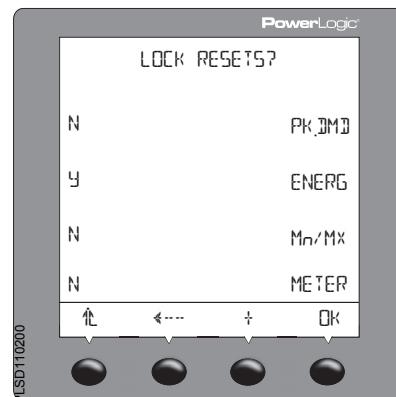 PowerLogic®
LOCK RESETS?
N PK.DMD
Y ENERG
N Mn/MX
N METER
<---- + OK
PLSD110200